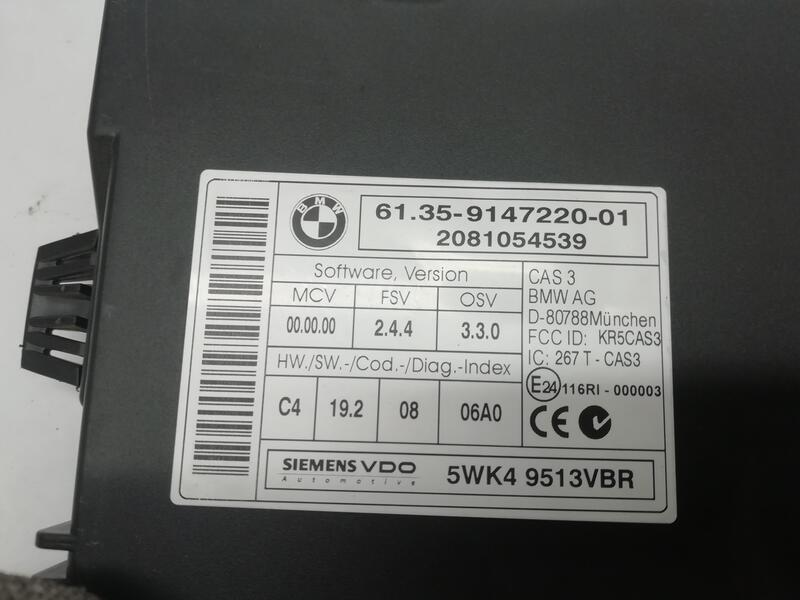 BMW
61.35-9147220-01
2081054539
Software, Version
MCV FSV OSV
00.00.00 2.4.4 3.3.0
HW./SW.-/Cod.-/Diag.-Index
C4 19.2 08 06A0
CAS 3
BMW AG
D-80788München
FCC ID: KR5CAS3
IC: 267 T - CAS3
E24 116RI - 000003
CE
SIEMENS VDO
Automotive
5WK4 9513VBR